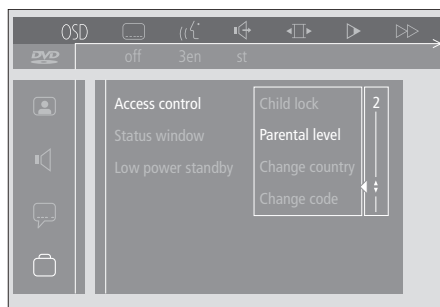 OSD
DVD off 3en st
Access control Child lock 2
Status window Parental level
Low power standby Change country
Change code